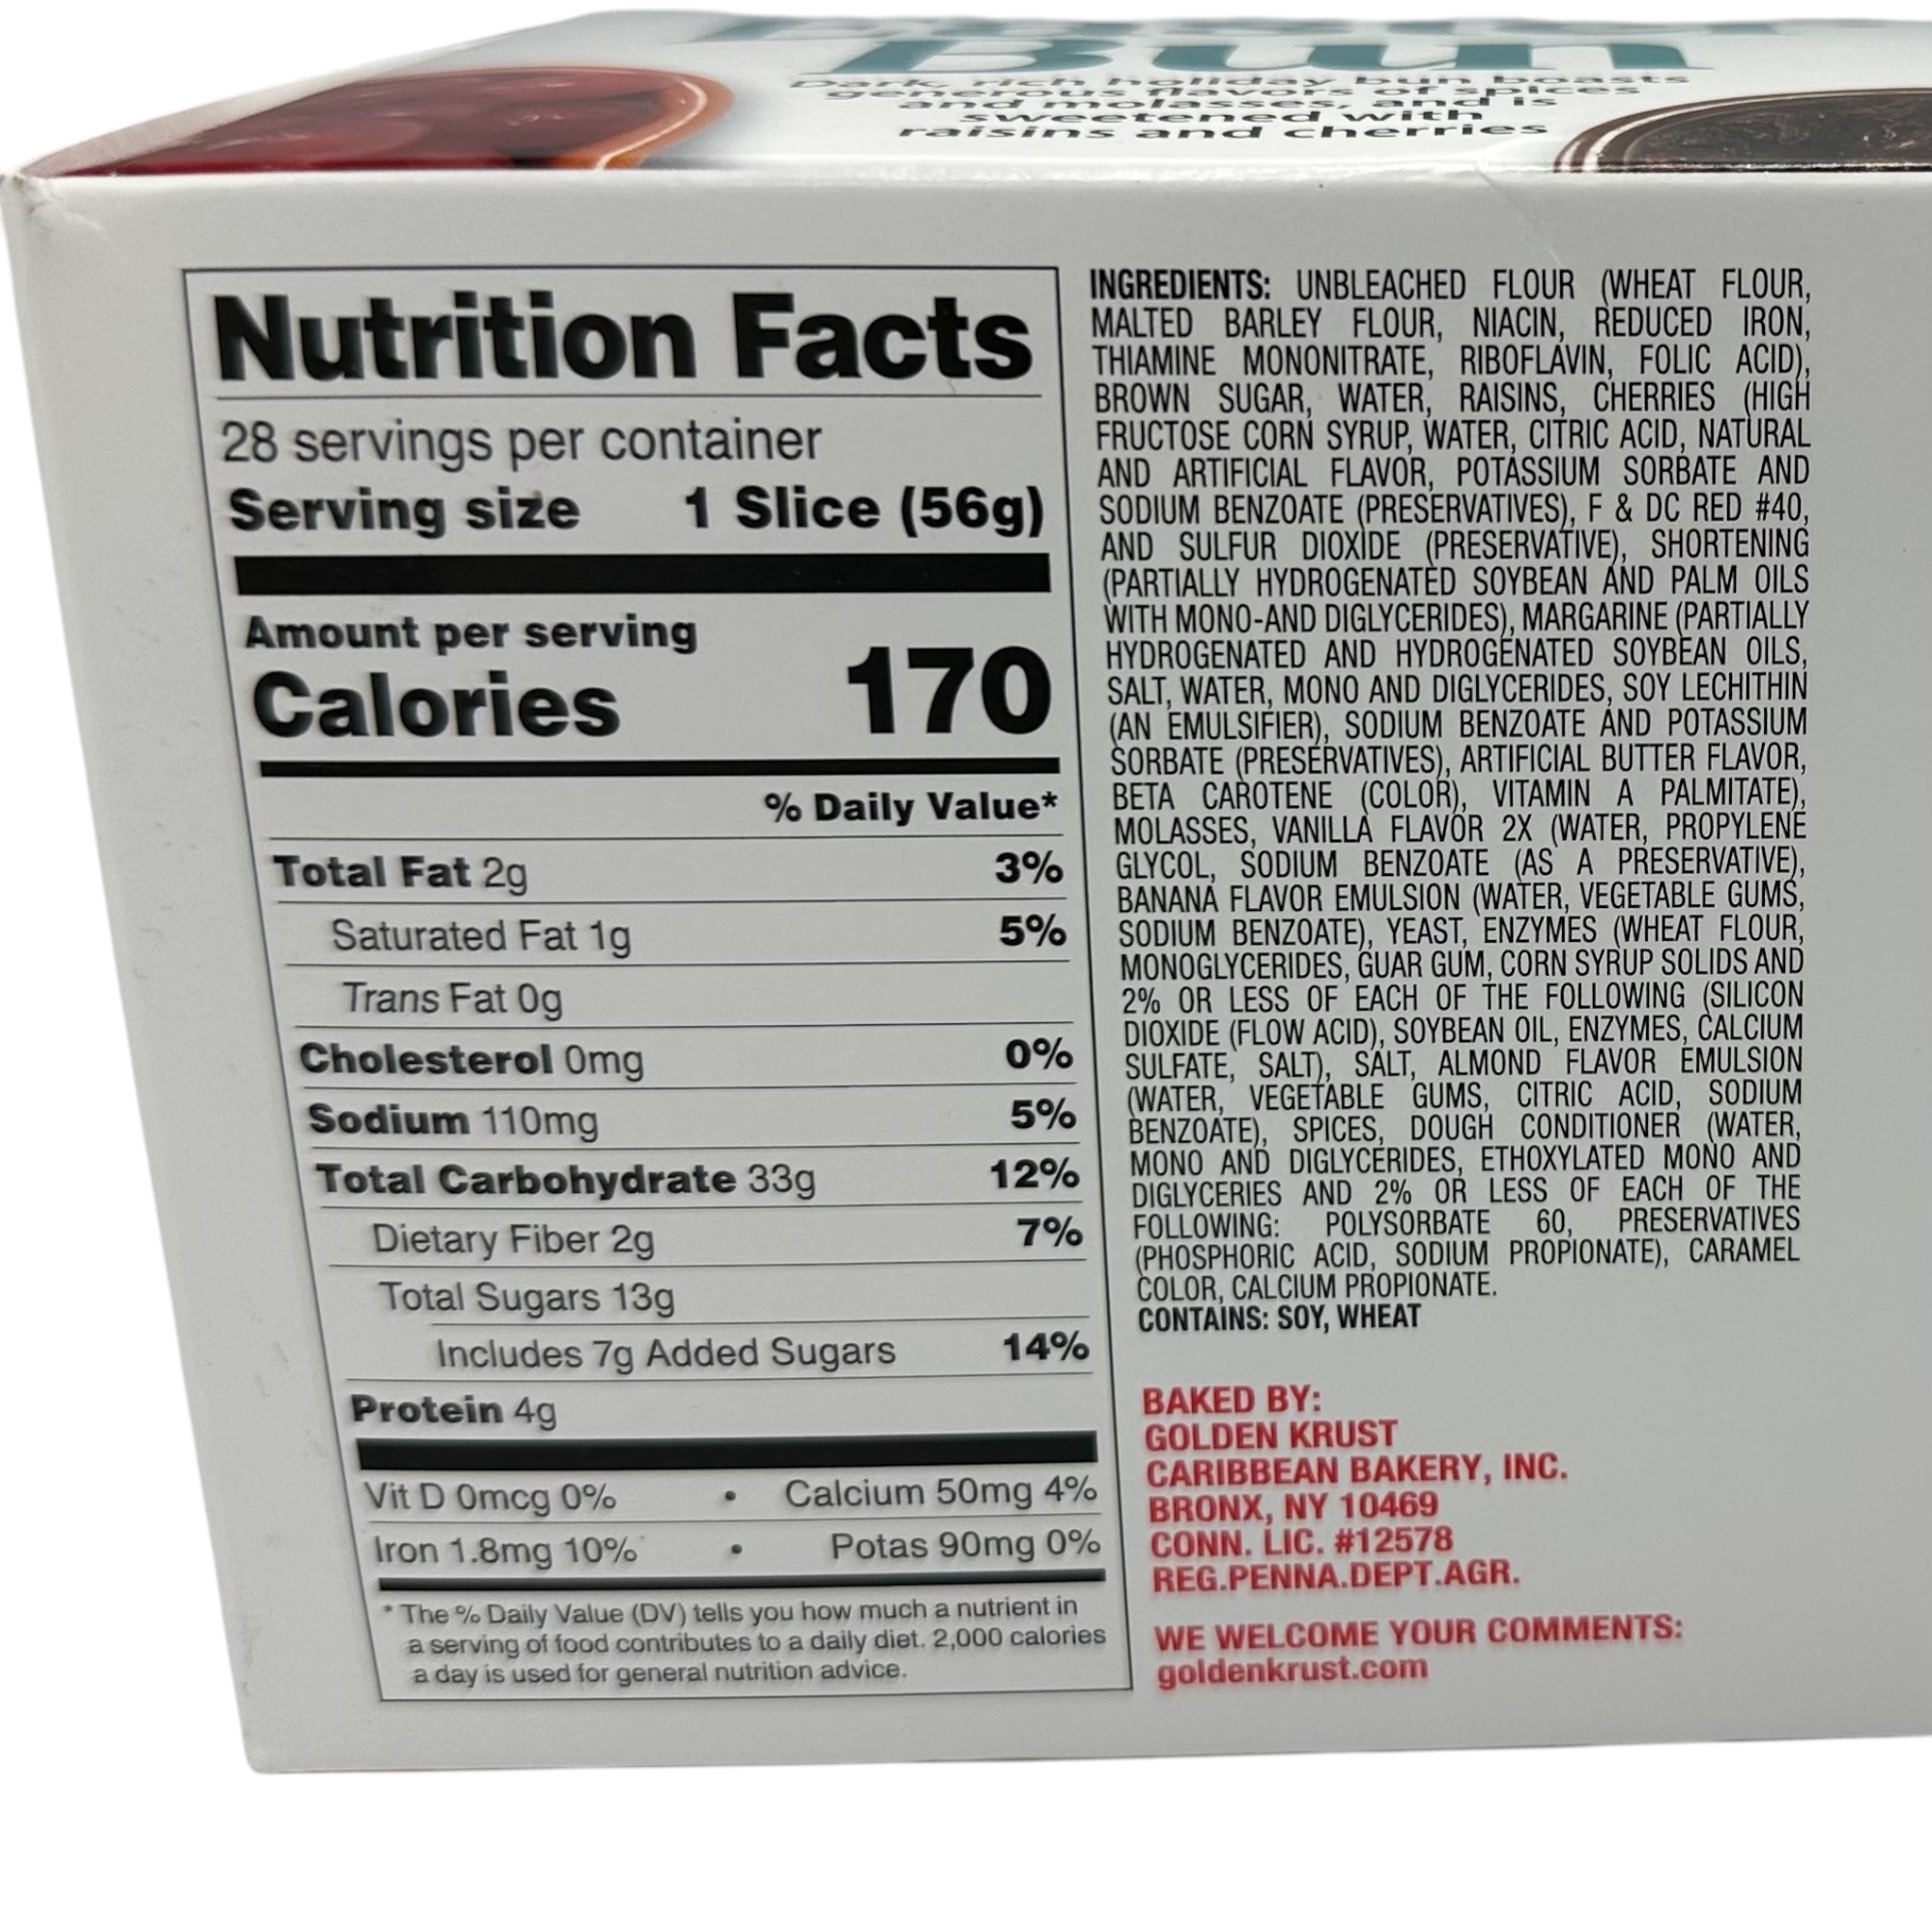 Bun
Dark, rich holiday bun boasts
generous flavors of spices
and molasses, and is
sweetened with
raisins and cherries
Nutrition Facts
28 servings per container
Serving size 1 Slice (56g)
Amount per serving
Calories 170
% Daily Value*
Total Fat 2g 3%
Saturated Fat 1g 5%
Trans Fat 0g
Cholesterol 0mg 0%
Sodium 110mg 5%
Total Carbohydrate 33g 12%
Dietary Fiber 2g 7%
Total Sugars 13g
Includes 7g Added Sugars 14%
Protein 4g
Vit D 0mcg 0% • Calcium 50mg 4%
Iron 1.8mg 10% • Potas 90mg 0%
* The % Daily Value (DV) tells you how much a nutrient in
a serving of food contributes to a daily diet. 2,000 calories
a day is used for general nutrition advice.
INGREDIENTS: UNBLEACHED FLOUR (WHEAT FLOUR,
MALTED BARLEY FLOUR, NIACIN, REDUCED IRON,
THIAMINE MONONITRATE, RIBOFLAVIN, FOLIC ACID),
BROWN SUGAR, WATER, RAISINS, CHERRIES (HIGH
FRUCTOSE CORN SYRUP, WATER, CITRIC ACID, NATURAL
AND ARTIFICIAL FLAVOR, POTASSIUM SORBATE AND
SODIUM BENZOATE (PRESERVATIVES), F & DC RED #40,
AND SULFUR DIOXIDE (PRESERVATIVE), SHORTENING
(PARTIALLY HYDROGENATED SOYBEAN AND PALM OILS
WITH MONO-AND DIGLYCERIDES), MARGARINE (PARTIALLY
HYDROGENATED AND HYDROGENATED SOYBEAN OILS,
SALT, WATER, MONO AND DIGLYCERIDES, SOY LECHITHIN
(AN EMULSIFIER), SODIUM BENZOATE AND POTASSIUM
SORBATE (PRESERVATIVES), ARTIFICIAL BUTTER FLAVOR,
BETA CAROTENE (COLOR), VITAMIN A PALMITATE),
MOLASSES, VANILLA FLAVOR 2X (WATER, PROPYLENE
GLYCOL, SODIUM BENZOATE (AS A PRESERVATIVE),
BANANA FLAVOR EMULSION (WATER, VEGETABLE GUMS,
SODIUM BENZOATE), YEAST, ENZYMES (WHEAT FLOUR,
MONOGLYCERIDES, GUAR GUM, CORN SYRUP SOLIDS AND
2% OR LESS OF EACH OF THE FOLLOWING (SILICON
DIOXIDE (FLOW ACID), SOYBEAN OIL, ENZYMES, CALCIUM
SULFATE, SALT), SALT, ALMOND FLAVOR EMULSION
(WATER, VEGETABLE GUMS, CITRIC ACID, SODIUM
BENZOATE), SPICES, DOUGH CONDITIONER (WATER,
MONO AND DIGLYCERIDES, ETHOXYLATED MONO AND
DIGLYCERIES AND 2% OR LESS OF EACH OF THE
FOLLOWING: POLYSORBATE 60, PRESERVATIVES
(PHOSPHORIC ACID, SODIUM PROPIONATE), CARAMEL
COLOR, CALCIUM PROPIONATE.
CONTAINS: SOY, WHEAT
BAKED BY:
GOLDEN KRUST
CARIBBEAN BAKERY, INC.
BRONX, NY 10469
CONN. LIC. #12578
REG.PENNA.DEPT.AGR.
WE WELCOME YOUR COMMENTS:
goldenkrust.com